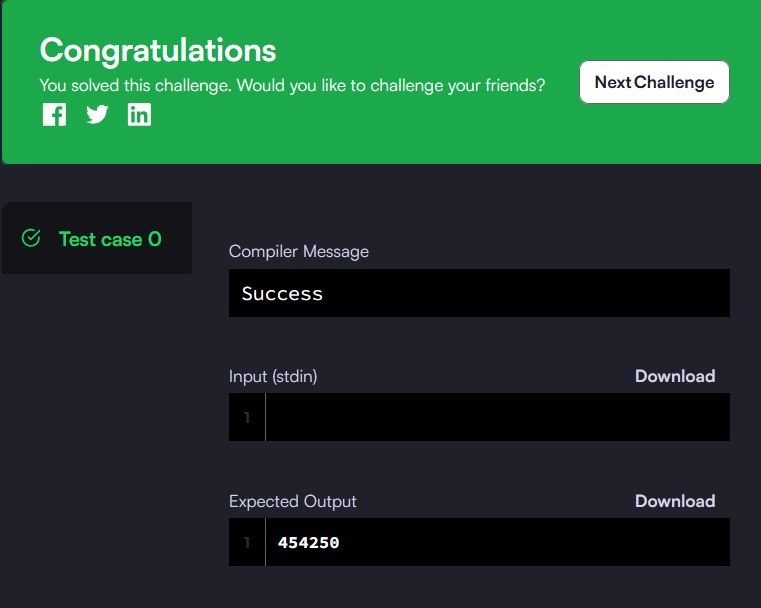 Congratulations
You solved this challenge. Would you like to challenge your friends?
Next Challenge
Test case 0
Compiler Message
Success
Input (stdin)
Download
1
Expected Output
Download
1
454250